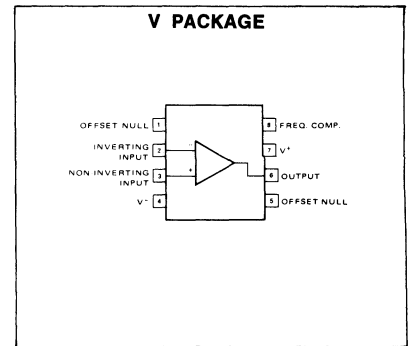 V PACKAGE
OFFSET NULL 1
INVERTING INPUT 2
NON INVERTING INPUT 3
V- 4
8 FREQ. COMP.
7 V+
6 OUTPUT
5 OFFSET NULL
-
+